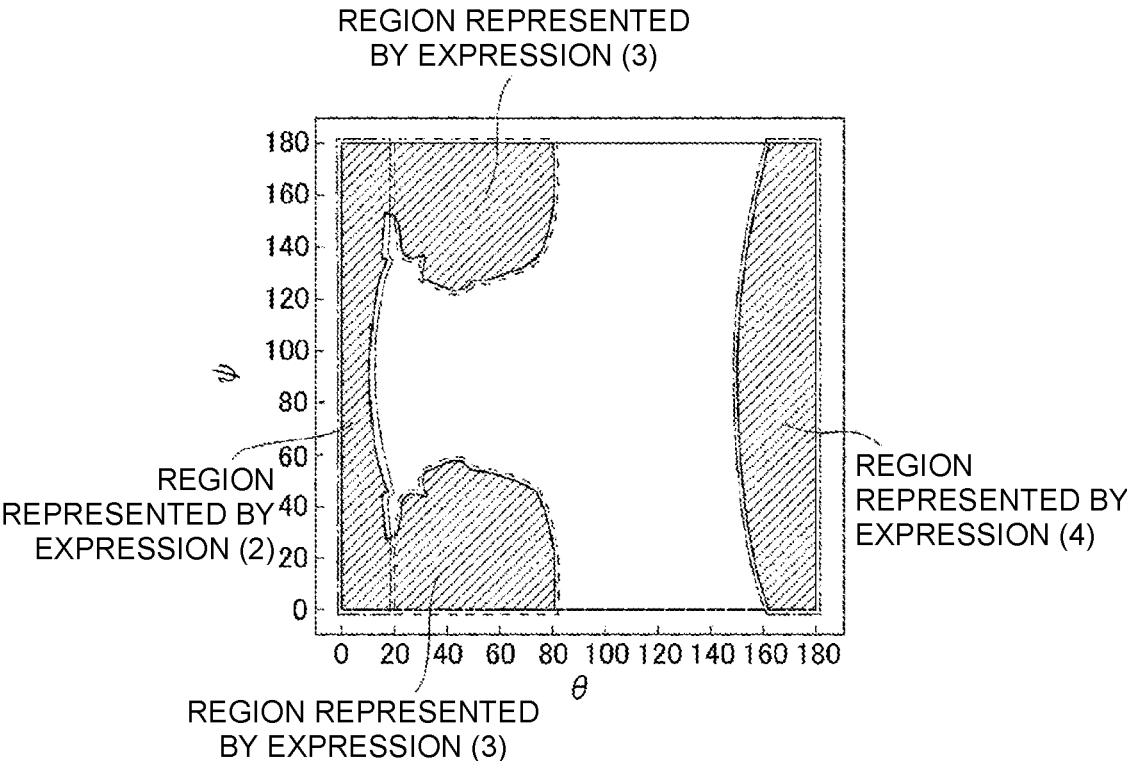 REGION REPRESENTED
BY EXPRESSION (3)
180
160
140
120
100
80
60
40
20
0
ψ
REGION
REPRESENTED BY
EXPRESSION (2)
REGION
REPRESENTED BY
EXPRESSION (4)
0 20 40 60 80 100 120 140 160 180
θ
REGION REPRESENTED
BY EXPRESSION (3)